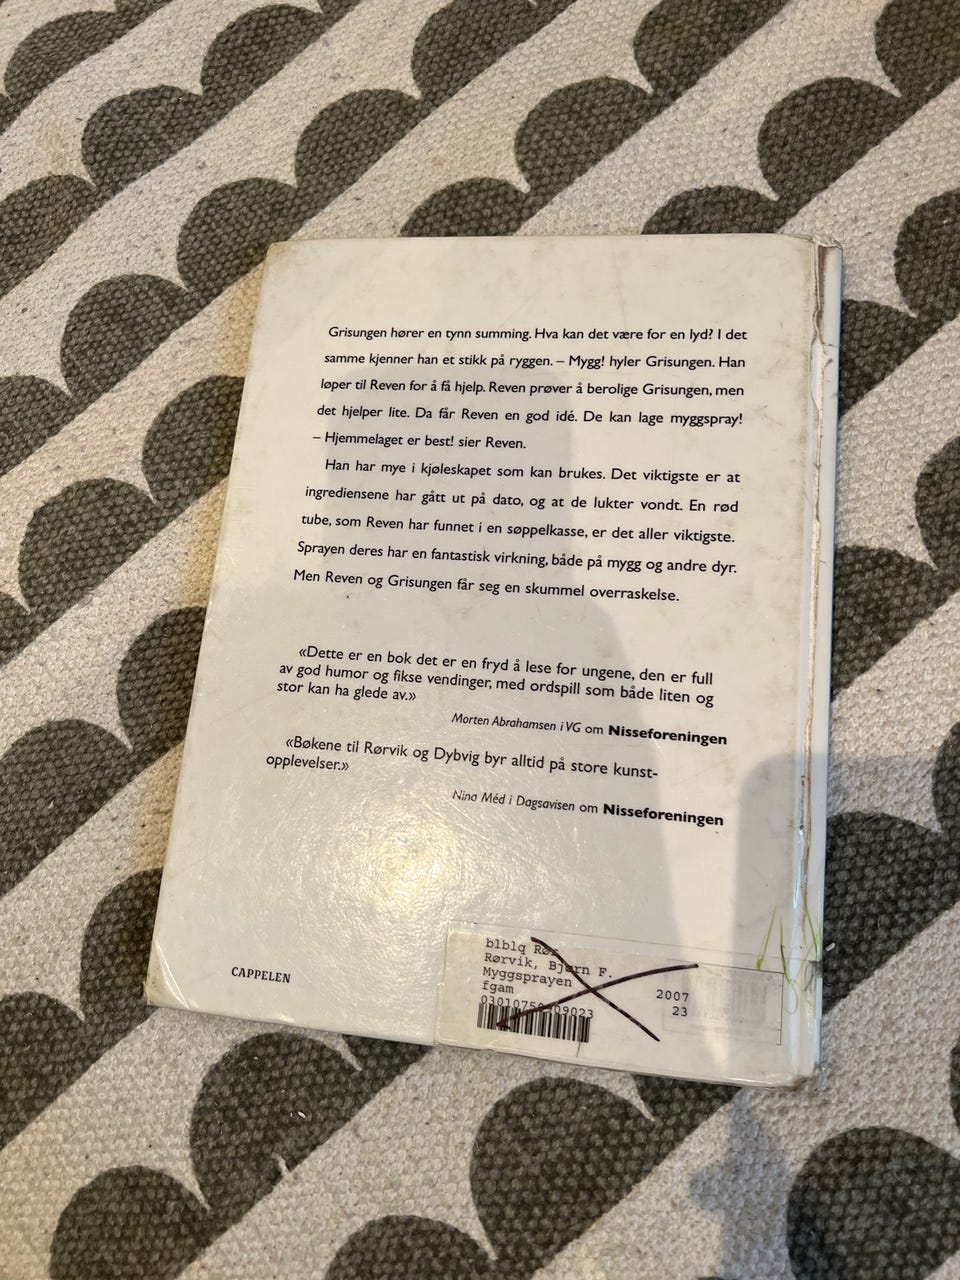 Grisungen hører en tynn summing. Hva kan det være for en lyd? I det
samme kjenner han et stikk på ryggen. – Mygg! hyler Grisungen. Han
løper til Reven for å få hjelp. Reven prøver å berolige Grisungen, men
det hjelper lite. Da får Reven en god idé. De kan lage myggspray!
– Hjemmelaget er best! sier Reven.
Han har mye i kjøleskapet som kan brukes. Det viktigste er at
ingrediensene har gått ut på dato, og at de lukter vondt. En rød
tube, som Reven har funnet i en søppelkasse, er det aller viktigste.
Sprayen deres har en fantastisk virkning, både på mygg og andre dyr.
Men Reven og Grisungen får seg en skummel overraskelse.
«Dette er en bok det er en fryd å lese for ungene, den er full
av god humor og fikse vendinger, med ordspill som både liten og
stor kan ha glede av.»
Morten Abrahamsen i VG om Nisseforeningen
«Bøkene til Rørvik og Dybvig byr alltid på store kunst-
opplevelser.»
Nina Méd i Dagsavisen om Nisseforeningen
CAPPELEN
blblq Rør
Rørvik, Bjørn F.
Myggsprayen 2007
fgam 23